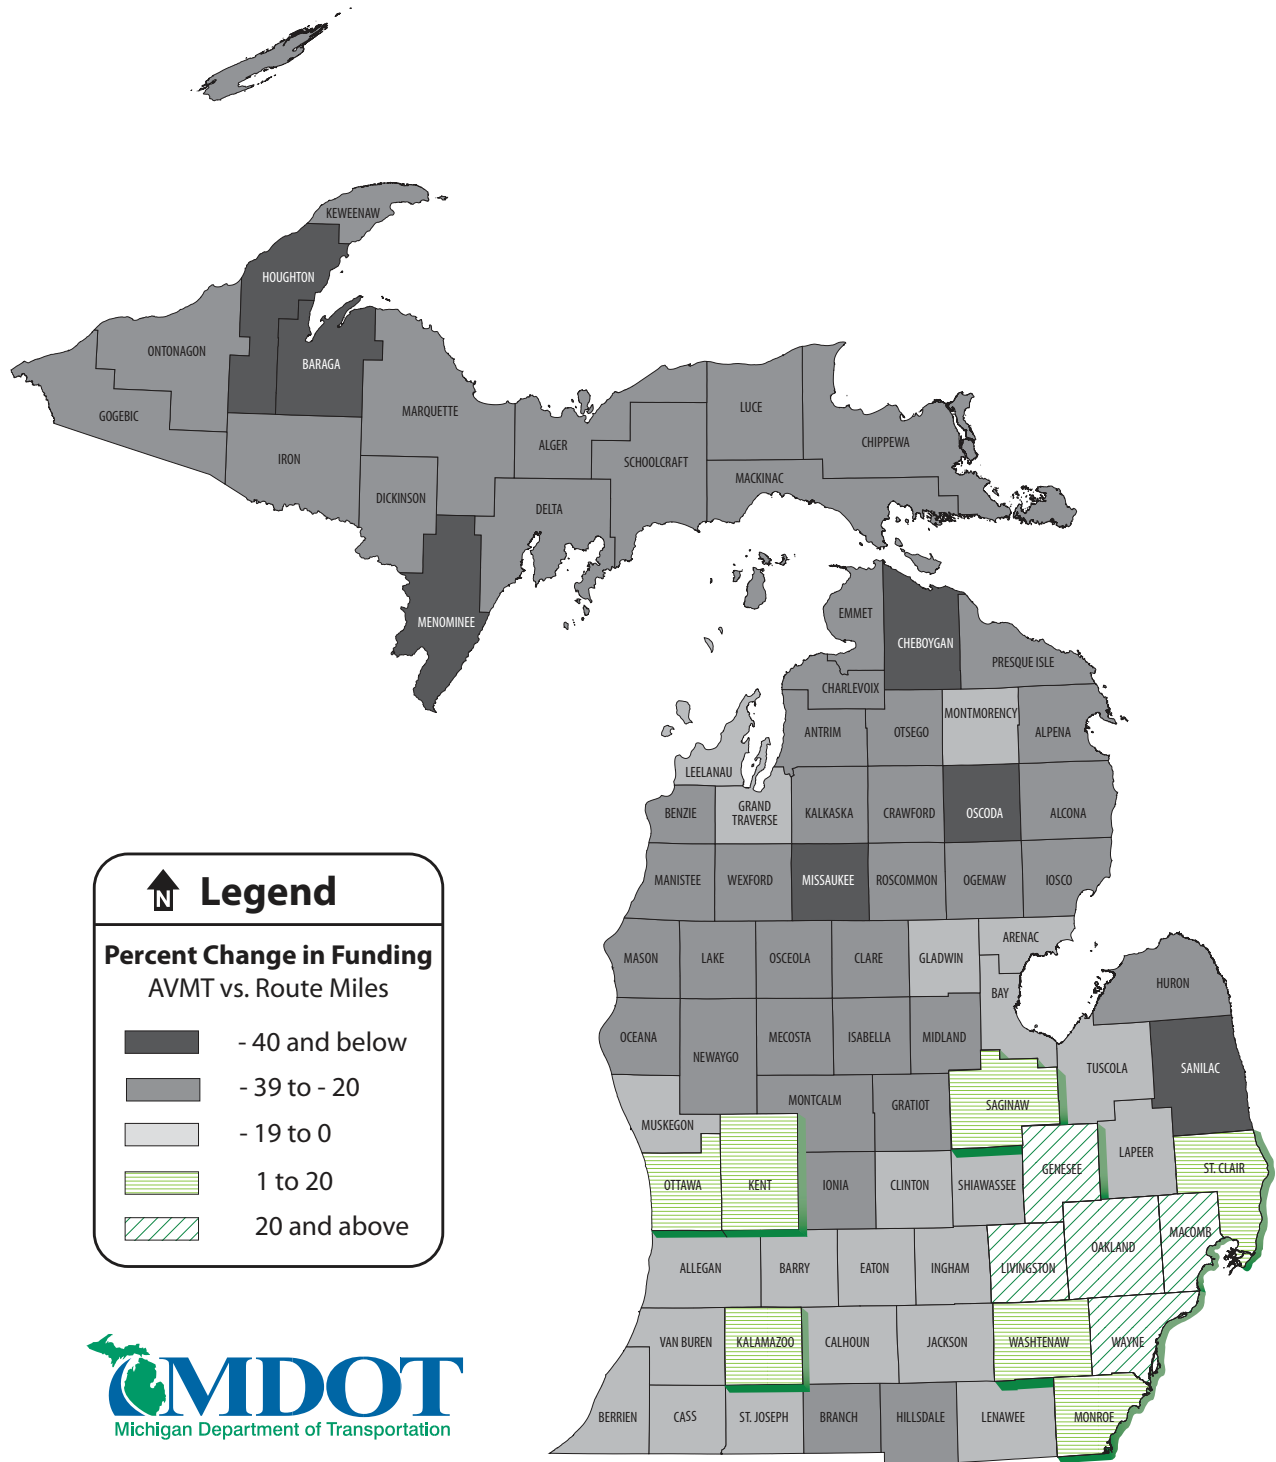 KEWEENAW
HOUGHTON
ONTONAGON
BARAGA
GOGEBIC
MARQUETTE
LUCE
ALGER
CHIPPEWA
IRON
SCHOOLCRAFT
MACKINAC
DICKINSON
DELTA
MENOMINEE
EMMET
CHEBOYGAN
PRESQUE ISLE
CHARLEVOIX
MONTMORENCY
ANTRIM
OTSEGO
ALPENA
LEELANAU
BENZIE
GRAND
TRAVERSE
KALKASKA
CRAWFORD
OSCODA
ALCONA
MANISTEE
WEXFORD
MISSAUKEE
ROSCOMMON
OGEMAW
IOSCO
ARENAC
MASON
LAKE
OSCEOLA
CLARE
GLADWIN
BAY
HURON
OCEANA
NEWAYGO
MECOSTA
ISABELLA
MIDLAND
TUSCOLA
SANILAC
MONTCALM
GRATIOT
SAGINAW
MUSKEGON
LAPEER
ST. CLAIR
GENESEE
OTTAWA
KENT
IONIA
CLINTON
SHIAWASSEE
MACOMB
OAKLAND
ALLEGAN
BARRY
EATON
INGHAM
LIVINGSTON
VAN BUREN
KALAMAZOO
CALHOUN
JACKSON
WASHTENAW
WAYNE
BERRIEN
CASS
ST. JOSEPH
BRANCH
HILLSDALE
LENAWEE
MONROE
N
Legend
Percent Change in Funding
AVMT vs. Route Miles
- 40 and below
- 39 to - 20
- 19 to 0
1 to 20
20 and above
MDOT
Michigan Department of Transportation